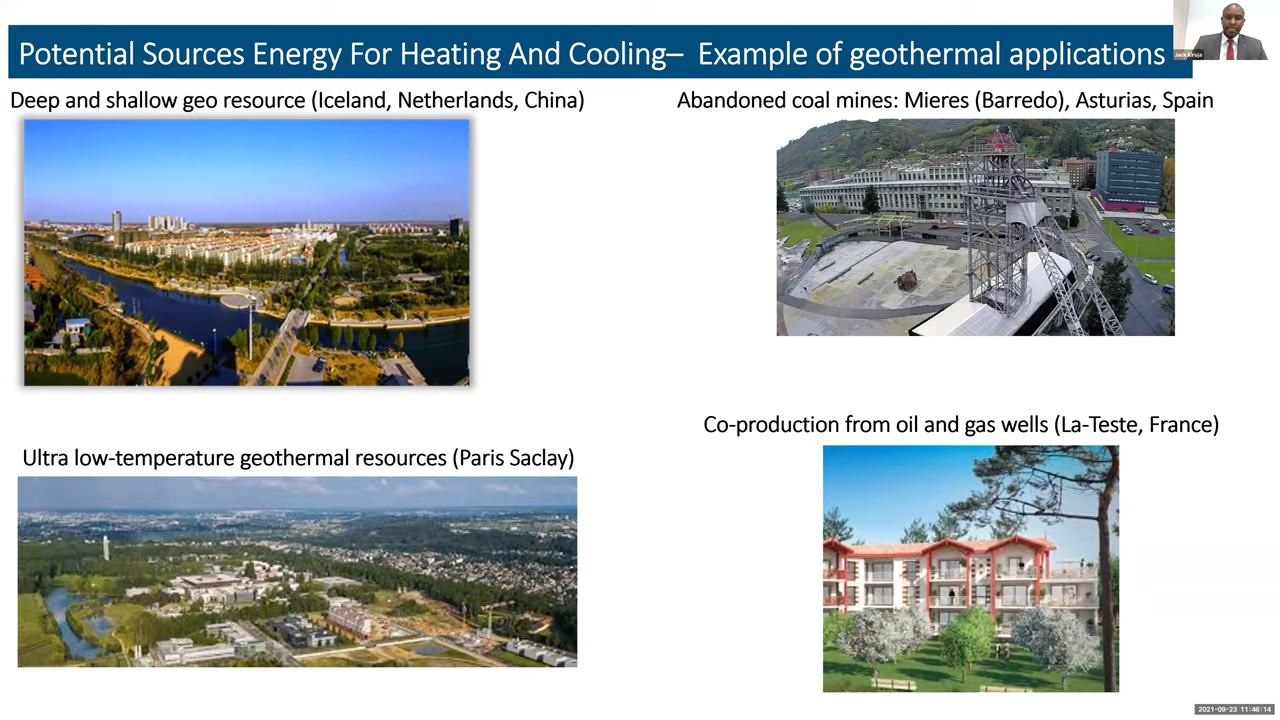 Potential Sources Energy For Heating And Cooling– Example of geothermal applications
Jack Kiruja
Deep and shallow geo resource (Iceland, Netherlands, China)
Abandoned coal mines: Mieres (Barredo), Asturias, Spain
Co-production from oil and gas wells (La-Teste, France)
Ultra low-temperature geothermal resources (Paris Saclay)
2021-09-23 11:46:14